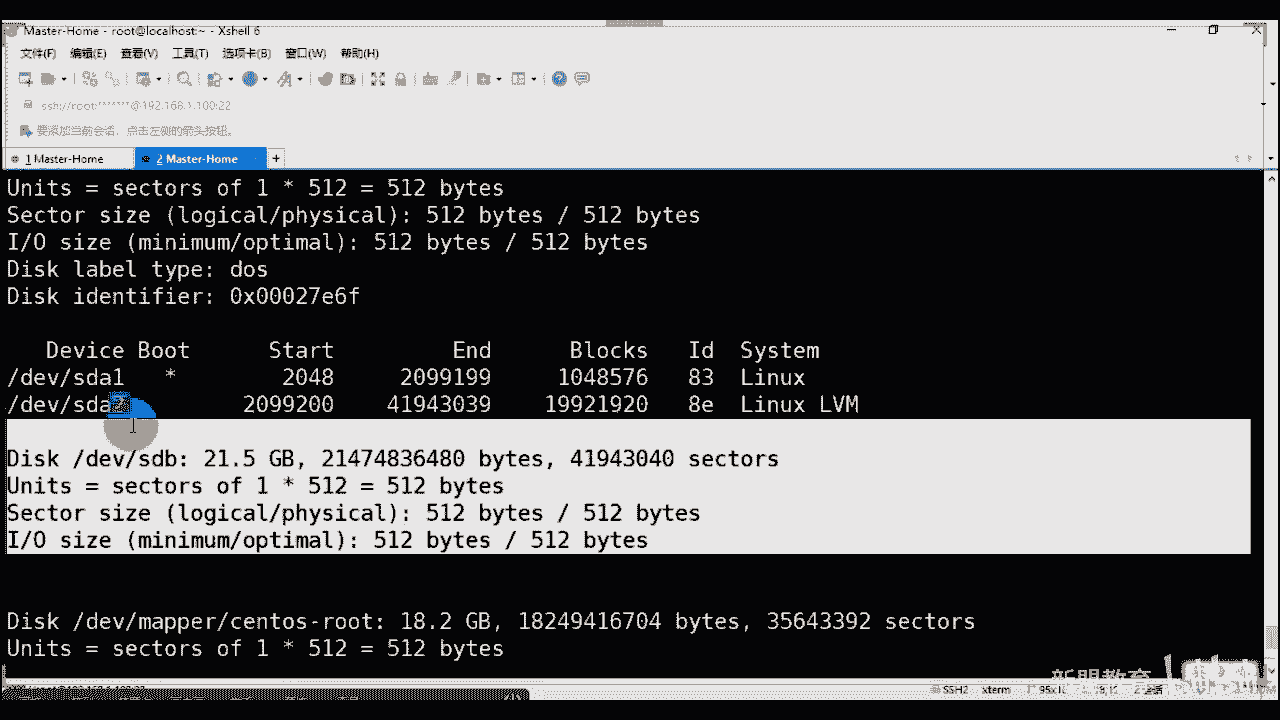 Master-Home - root@localhost:~ - Xshell 6
文件(F) 编辑(E) 查看(V) 工具(T) 选项卡(B) 窗口(W) 帮助(H)
ssh://root:******@192.168.1.100:22
要添加当前会话,点击左侧的箭头按钮。
1 Master-Home
2 Master-Home
+
Units = sectors of 1 * 512 = 512 bytes
Sector size (logical/physical): 512 bytes / 512 bytes
I/O size (minimum/optimal): 512 bytes / 512 bytes
Disk label type: dos
Disk identifier: 0x00027e6f
Device Boot Start End Blocks Id System
/dev/sda1 * 2048 2099199 1048576 83 Linux
/dev/sda2 2099200 41943039 19921920 8e Linux LVM
Disk /dev/sdb: 21.5 GB, 21474836480 bytes, 41943040 sectors
Units = sectors of 1 * 512 = 512 bytes
Sector size (logical/physical): 512 bytes / 512 bytes
I/O size (minimum/optimal): 512 bytes / 512 bytes
Disk /dev/mapper/centos-root: 18.2 GB, 18249416704 bytes, 35643392 sectors
Units = sectors of 1 * 512 = 512 bytes
新盟教育
SSH2 xterm